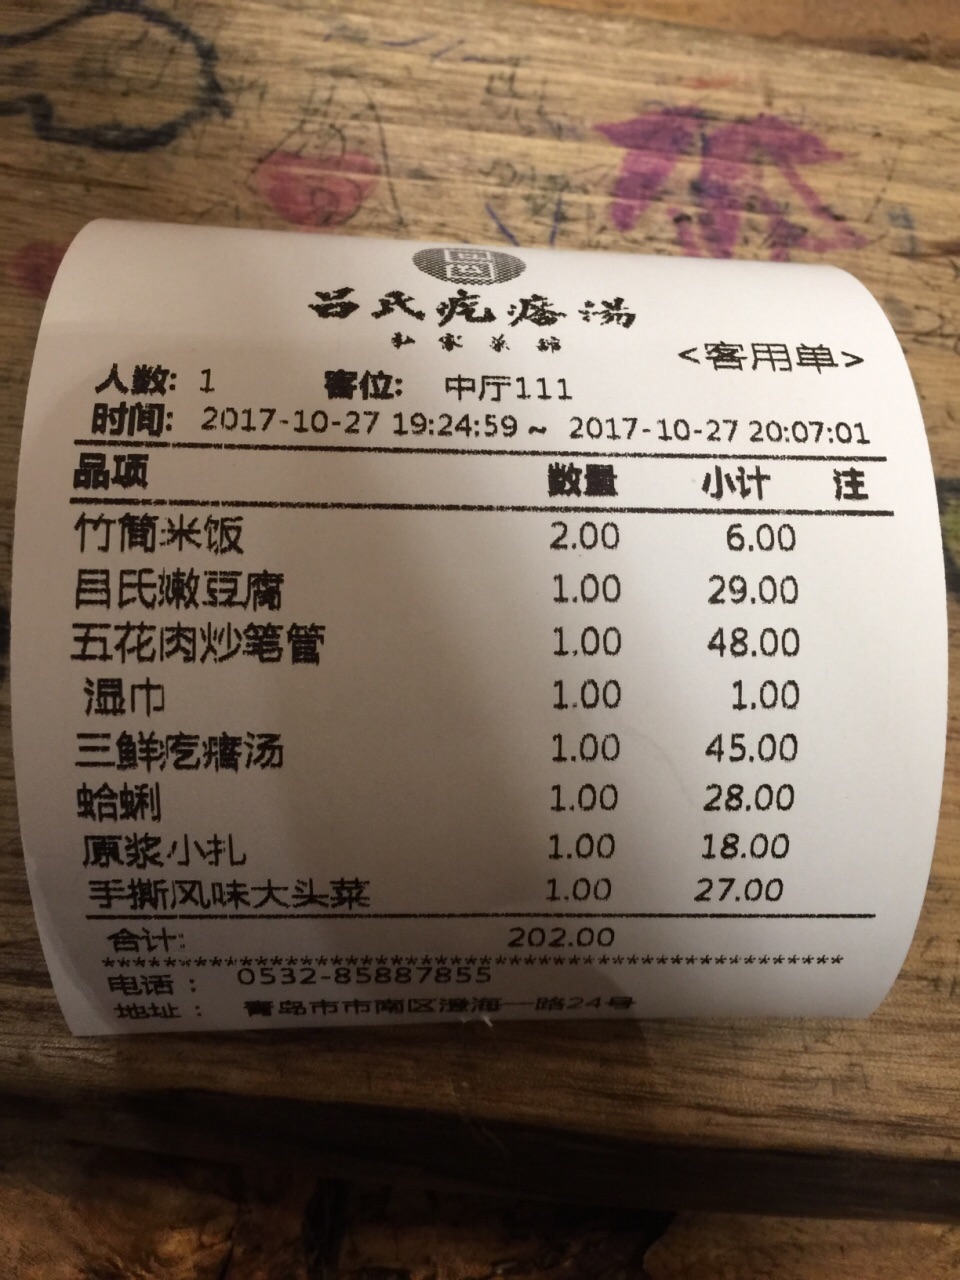 吕氏疙瘩湯
私家菜館
<客用单>
人数: 1 客位: 中厅111
时间: 2017-10-27 19:24:59 ~ 2017-10-27 20:07:01
品项 数量 小计 注
竹筒米饭 2.00 6.00
吕氏嫩豆腐 1.00 29.00
五花肉炒笔管 1.00 48.00
湿巾 1.00 1.00
三鲜疙瘩汤 1.00 45.00
蛤蜊 1.00 28.00
原浆小扎 1.00 18.00
手撕风味大头菜 1.00 27.00
合计: 202.00
************************************************
电话: 0532-85887855
地址: 青岛市市南区澄海一路24号